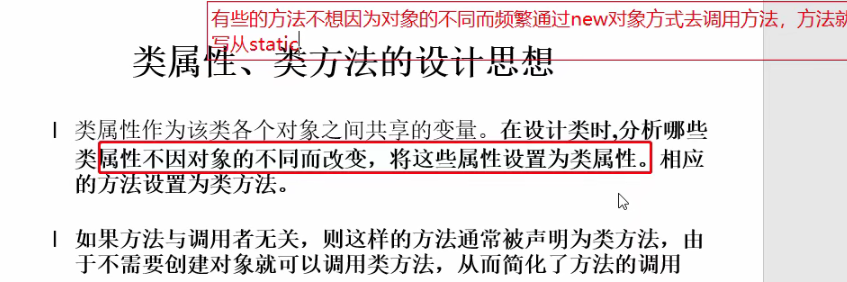 有些的方法不想因为对象的不同而频繁通过new对象方式去调用方法，方法就
写从static
类属性、类方法的设计思想
类属性作为该类各个对象之间共享的变量。在设计类时,分析哪些
类属性不因对象的不同而改变，将这些属性设置为类属性。相应
的方法设置为类方法。
如果方法与调用者无关，则这样的方法通常被声明为类方法，由
于不需要创建对象就可以调用类方法，从而简化了方法的调用